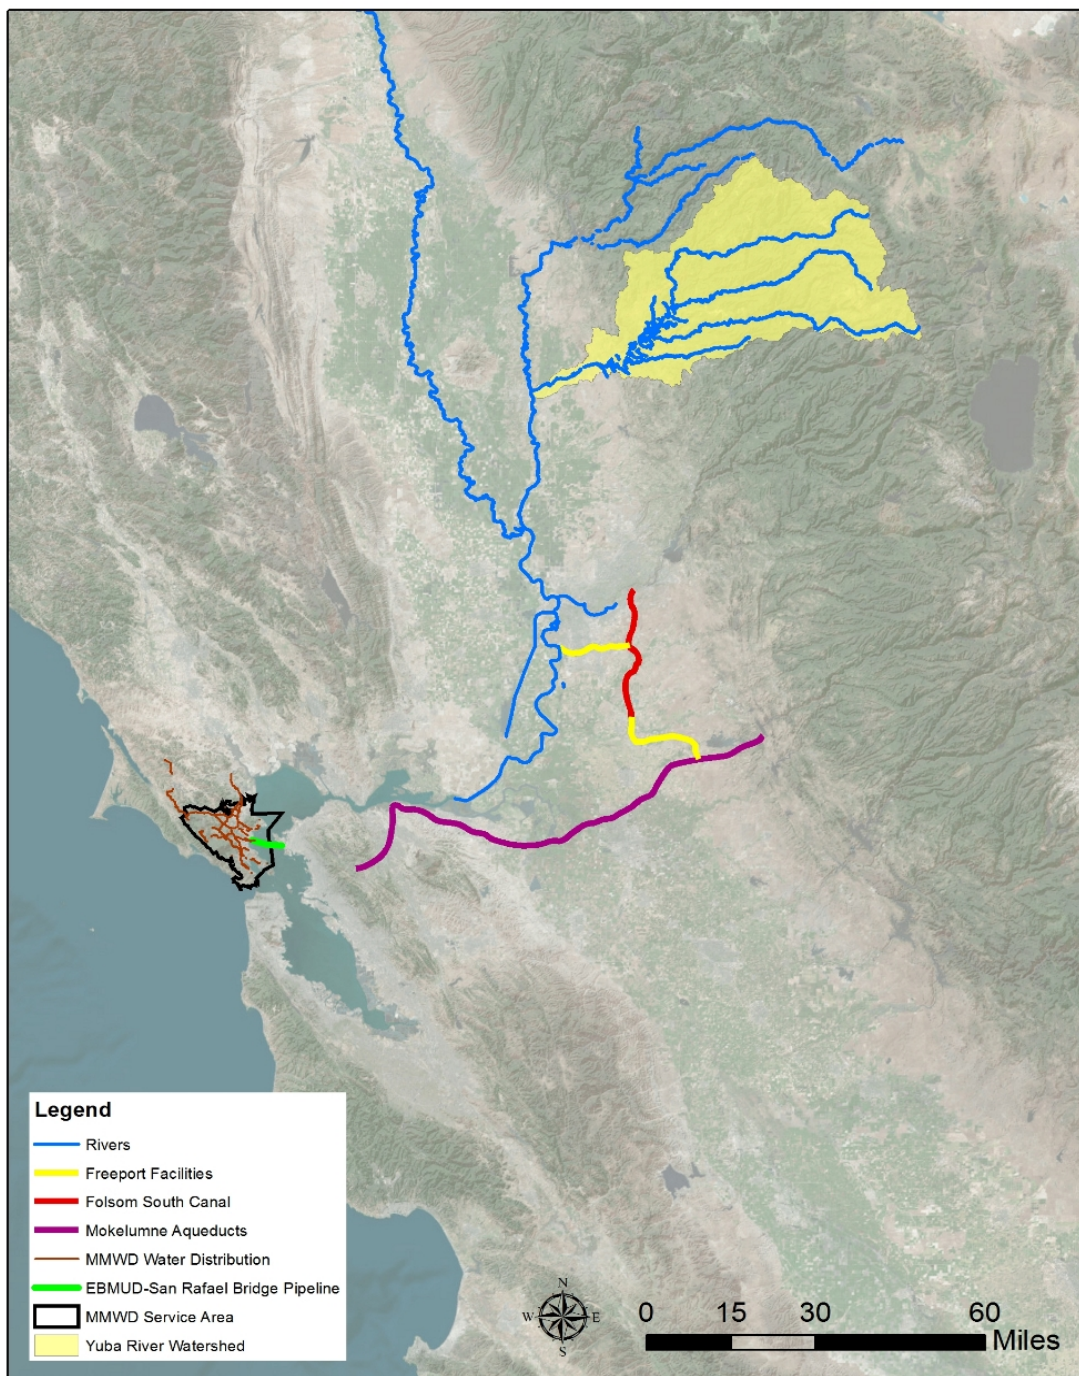 Legend
Rivers
Freeport Facilities
Folsom South Canal
Mokelumne Aqueducts
MMWD Water Distribution
EBMUD-San Rafael Bridge Pipeline
MMWD Service Area
Yuba River Watershed
N
W E
S
0 15 30 60
Miles